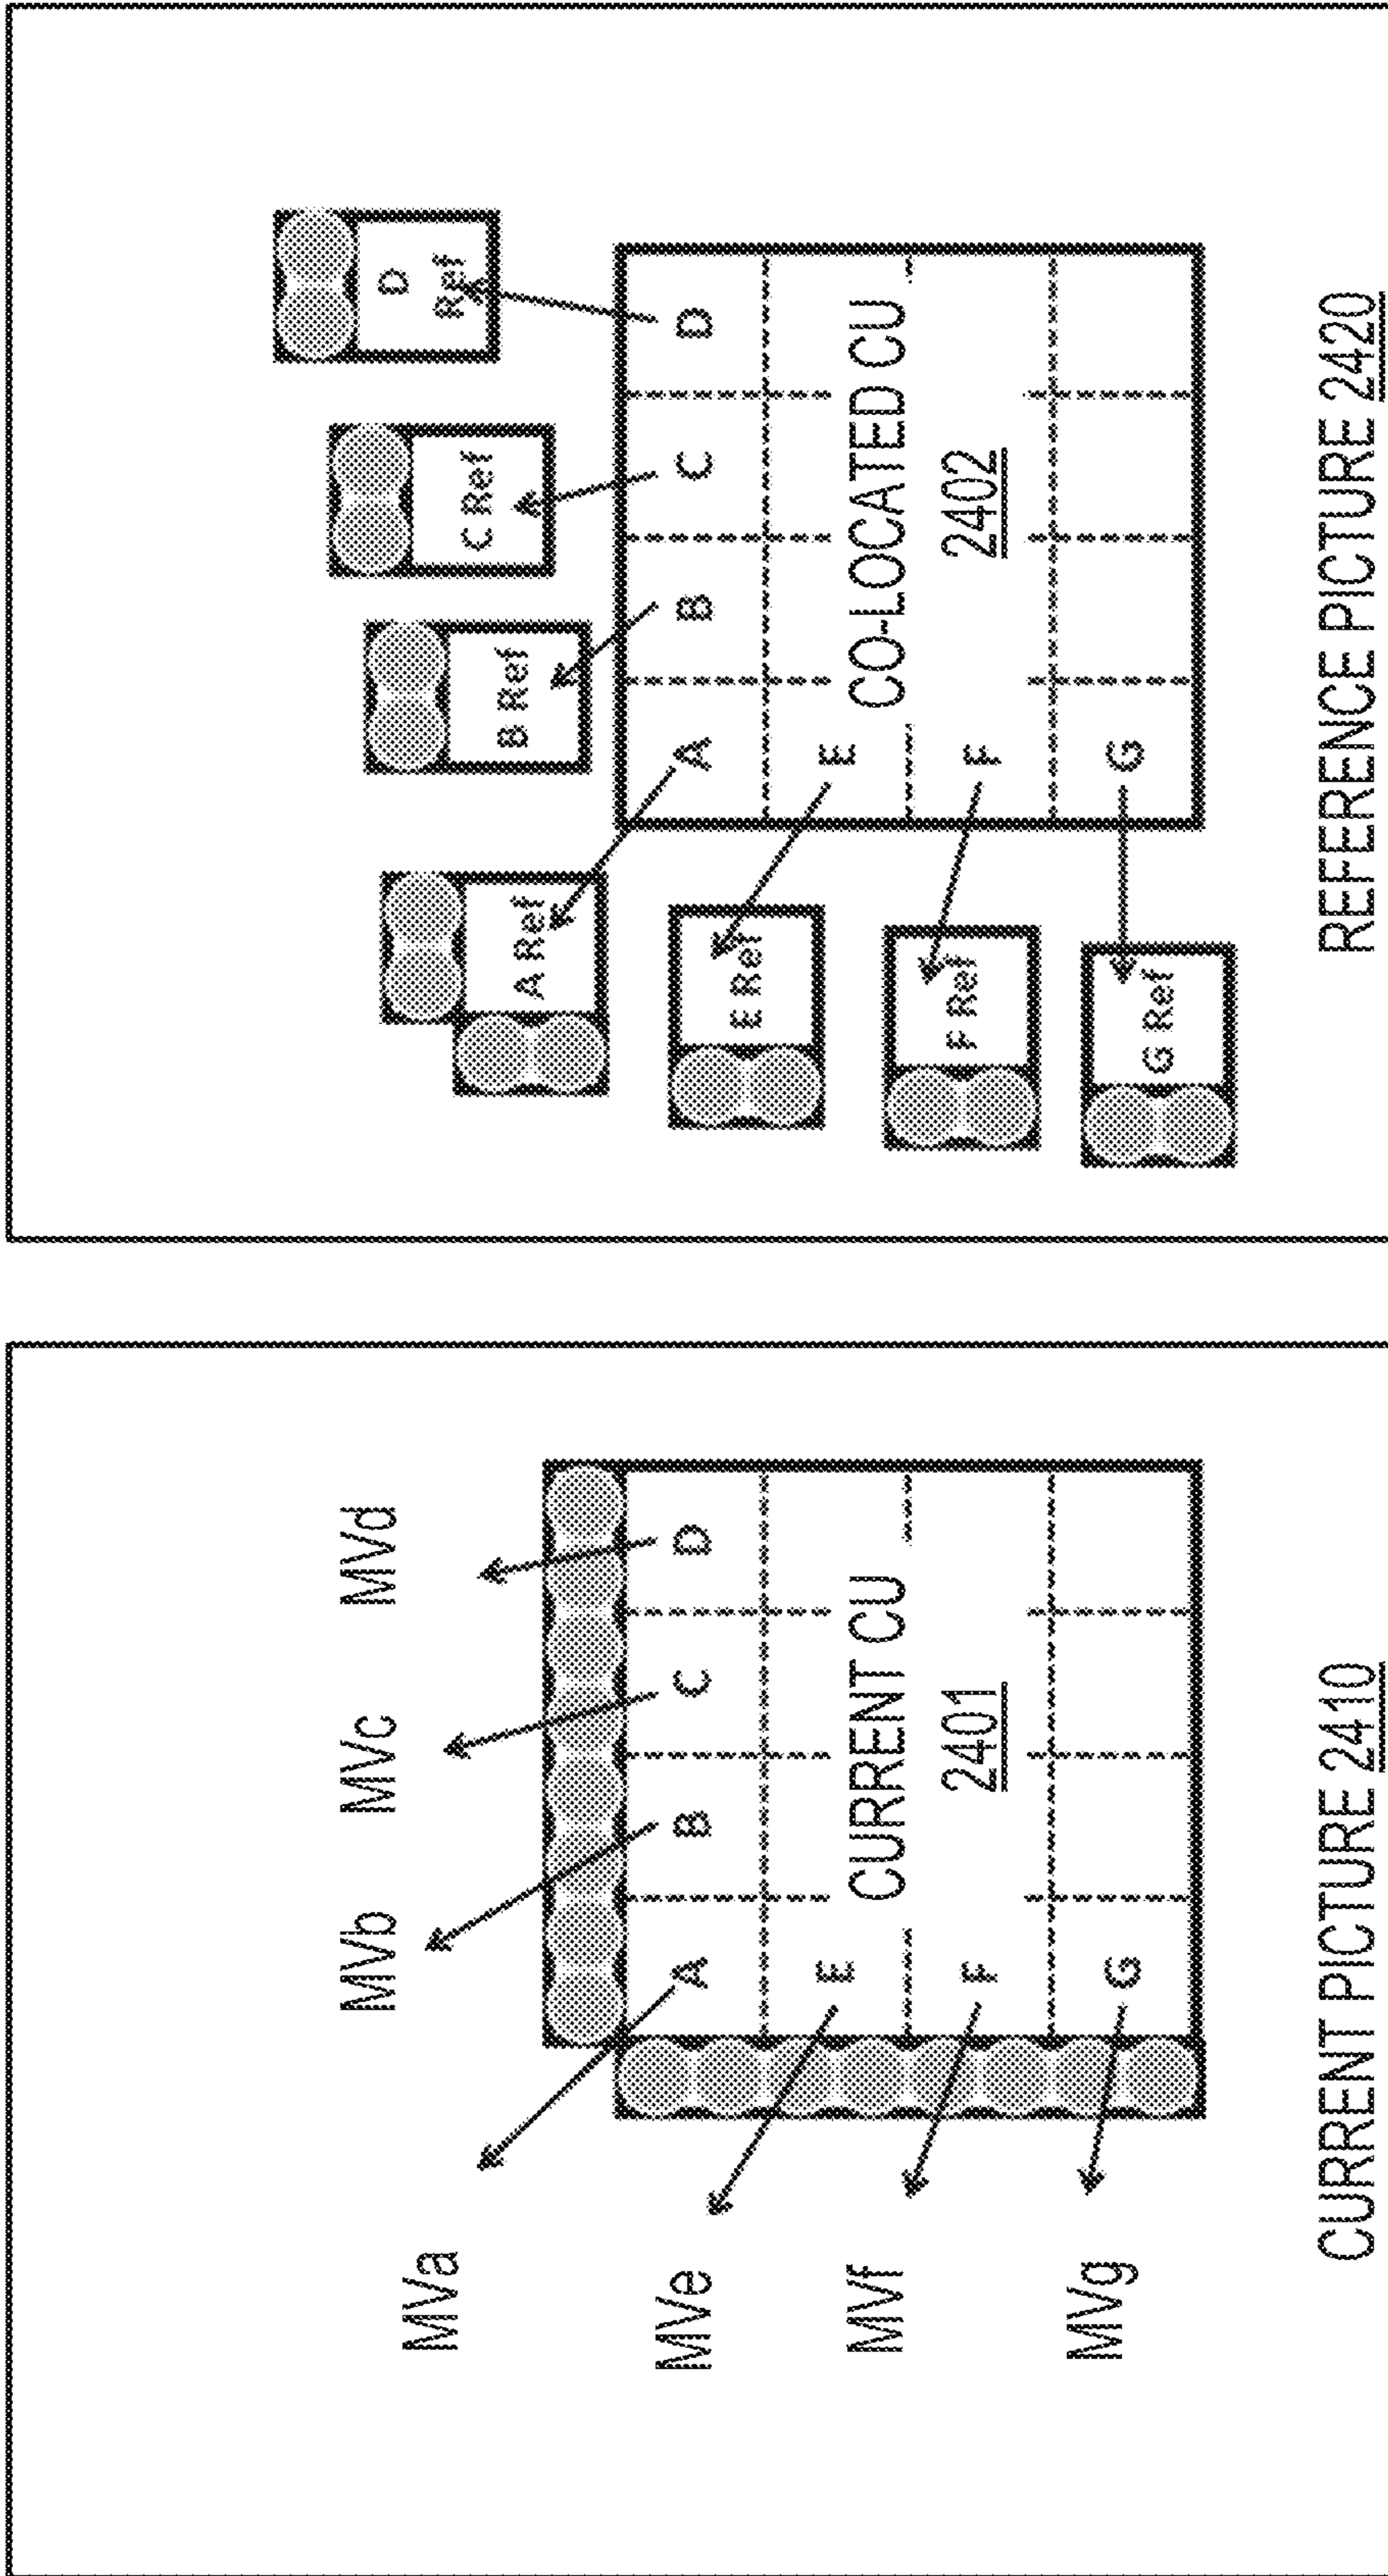 MVb MVc MVd
MVa
A B C D
MVe
E
CURRENT CU
MVf
F
2401
MVg
G
CURRENT PICTURE 2410
D
Ref
C Ref
B Ref
A Ref
A B C D
E Ref
E
CO-LOCATED CU
F Ref
F
2402
G Ref
G
REFERENCE PICTURE 2420